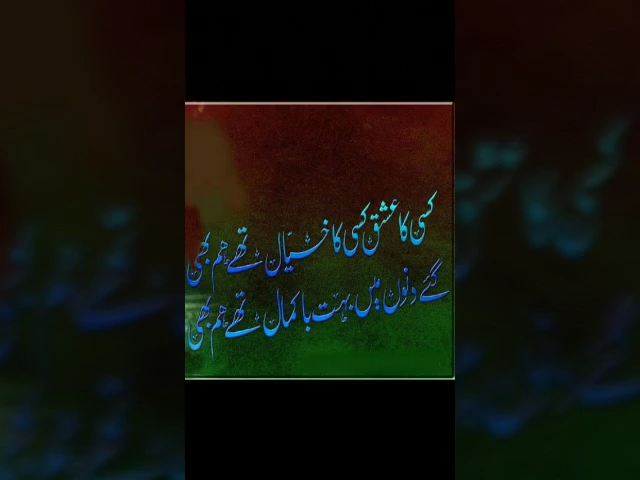 کسی کا عشق کسی کا خیال تھے ہم بھی
گئے دنوں میں بہت باکمال تھے ہم بھی